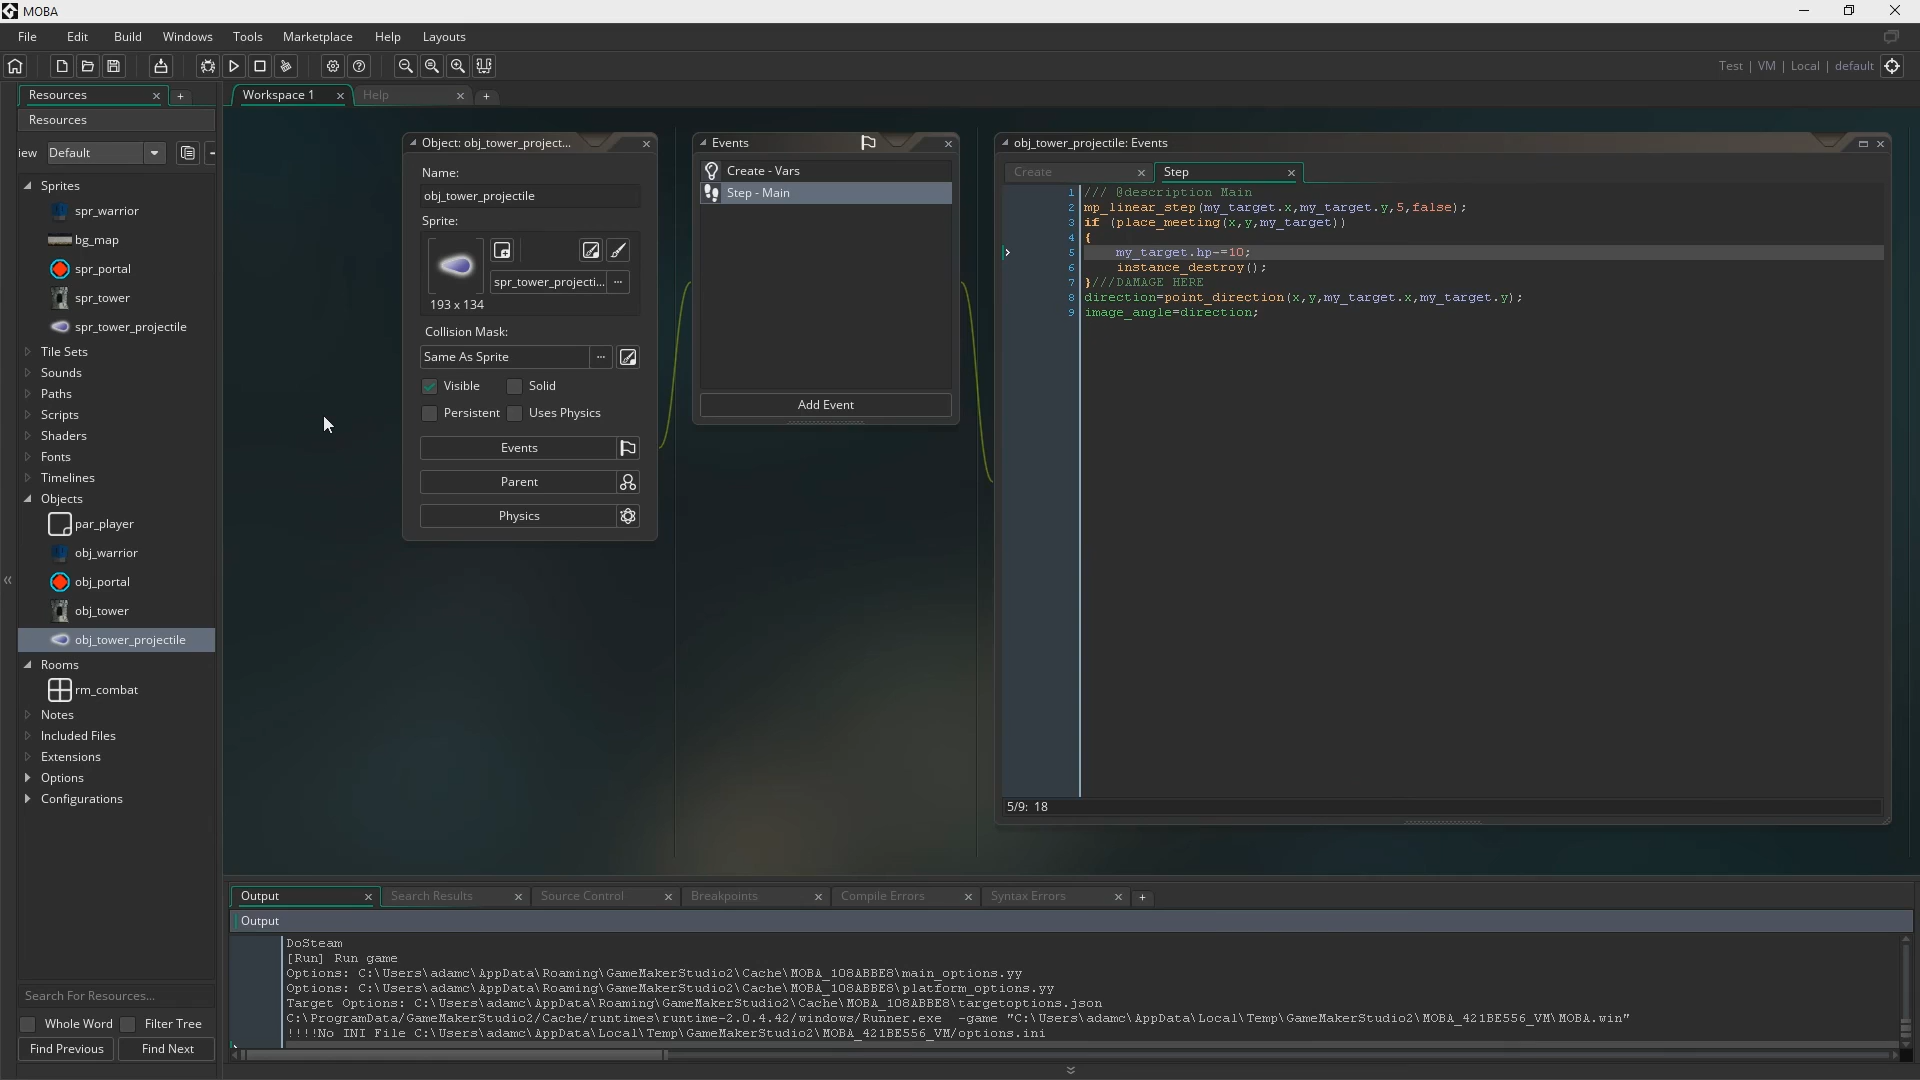 MOBA
File Edit Build Windows Tools Marketplace Help Layouts
Test | VM | Local | default
Resources
Workspace 1
Help
Resources
iew Default
Sprites
spr_warrior
bg_map
spr_portal
spr_tower
spr_tower_projectile
Tile Sets
Sounds
Paths
Scripts
Shaders
Fonts
Timelines
Objects
par_player
obj_warrior
obj_portal
obj_tower
obj_tower_projectile
Rooms
rm_combat
Notes
Included Files
Extensions
Options
Configurations
Search For Resources...
Whole Word Filter Tree
Find Previous Find Next
Object: obj_tower_project...
Name:
obj_tower_projectile
Sprite:
spr_tower_projecti... ...
193 x 134
Collision Mask:
Same As Sprite ...
Visible Solid
Persistent Uses Physics
Events
Parent
Physics
Events
Create - Vars
Step - Main
Add Event
obj_tower_projectile: Events
Create Step
1 /// @description Main
2 mp_linear_step(my_target.x,my_target.y,5,false);
3 if (place_meeting(x,y,my_target))
4 {
5 my_target.hp-=10;
6 instance_destroy();
7 }///DAMAGE HERE
8 direction=point_direction(x,y,my_target.x,my_target.y);
9 image_angle=direction;
5/9: 18
Output Search Results Source Control Breakpoints Compile Errors Syntax Errors
Output
DoSteam
[Run] Run game
Options: C:\Users\adamc\AppData\Roaming\GameMakerStudio2\Cache\MOBA_108ABBE8\main_options.yy
Options: C:\Users\adamc\AppData\Roaming\GameMakerStudio2\Cache\MOBA_108ABBE8\platform_options.yy
Target Options: C:\Users\adamc\AppData\Roaming\GameMakerStudio2\Cache\MOBA_108ABBE8\targetoptions.json
C:\ProgramData/GameMakerStudio2/Cache/runtimes\runtime-2.0.4.42/windows/Runner.exe -game "C:\Users\adamc\AppData\Local\Temp\GameMakerStudio2\MOBA_421BE556_VM\MOBA.win"
!!!!No INI File C:\Users\adamc\AppData\Local\Temp\GameMakerStudio2\MOBA_421BE556_VM/options.ini